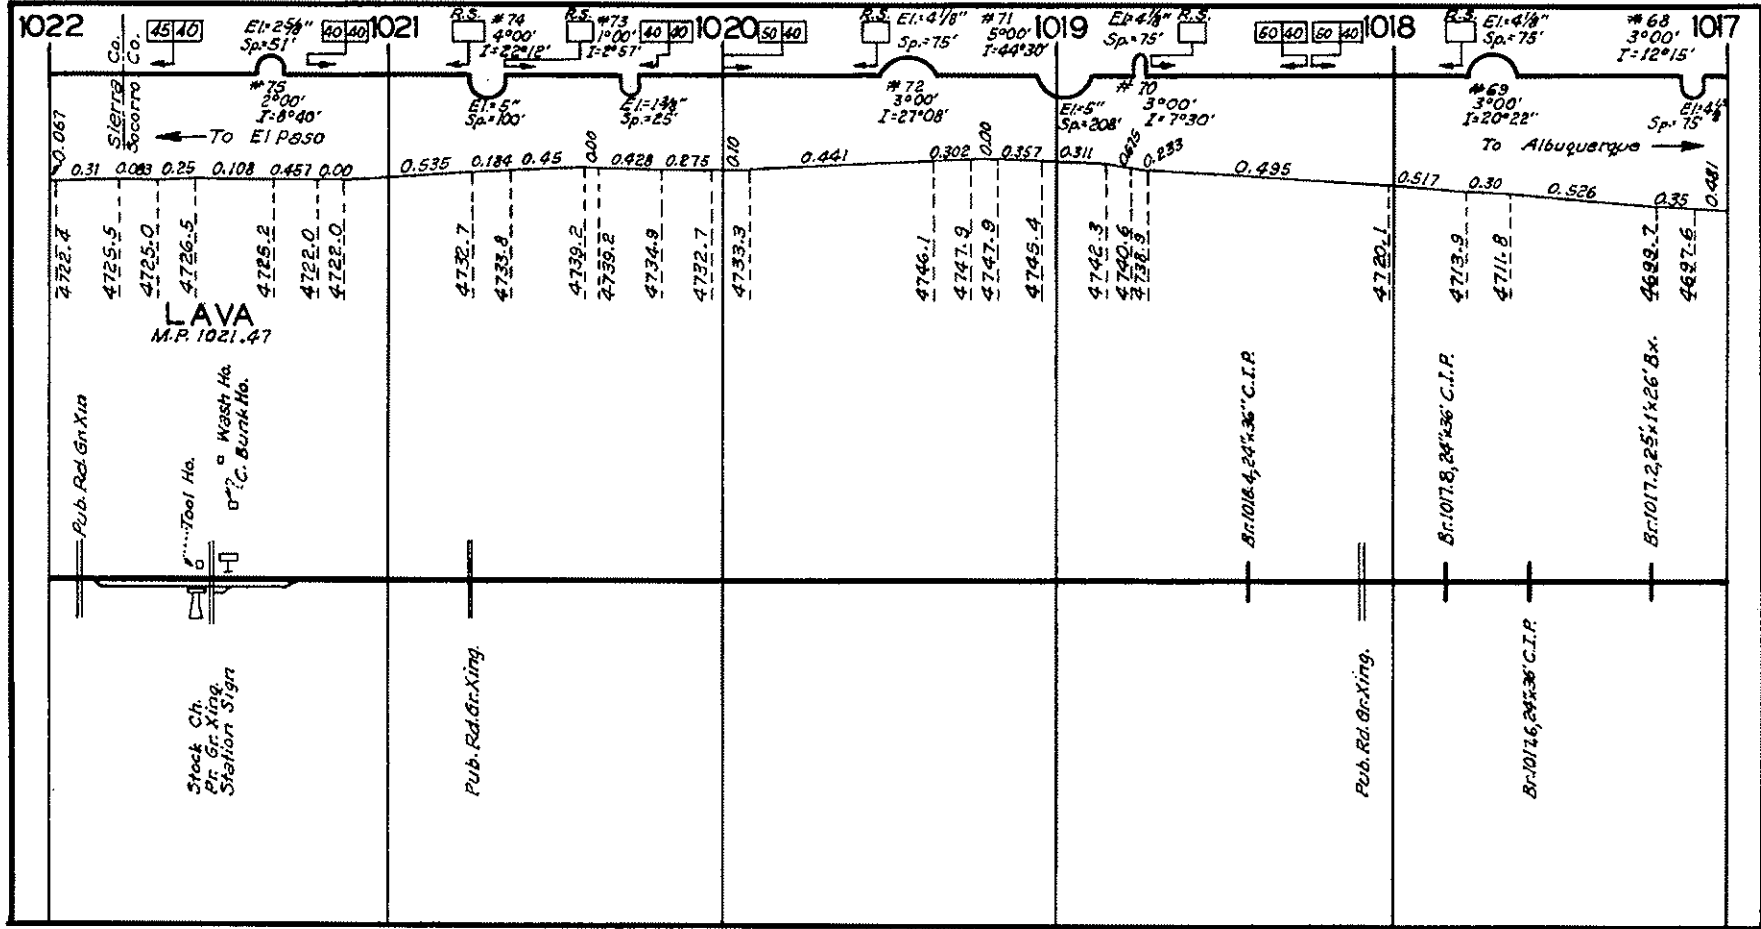 1022
1021
1020
1019
1018
1017
45 40
El.=2⅝"
Sp.=51'
40 40
R.S.
#74
4°00'
I=22°12'
R.S.
#73
1°00'
I=2°57'
40 40
50 40
R.S.
El.=4⅛"
Sp.=75'
#71
5°00'
I=44°30'
El=4⅛"
Sp.=75'
R.S.
50 40
50 40
R.S.
El=4⅛"
Sp.=75'
#68
3°00'
I=12°15'
Sierra Co.
Socorro Co.
#75
2°00'
I=8°40'
El=5"
Sp=100'
El=1⅜"
Sp.=25'
#72
3°00'
I=27°08'
El=5"
Sp=208'
#70
3°00'
I=7°30'
#69
3°00'
I=20°22"
El=4⅛"
Sp=75'
To El Paso
To Albuquerque
0.067
0.31
0.083
0.25
0.108
0.457
0.00
0.535
0.184
0.45
0.00
0.428
0.275
0.10
0.441
0.302
0.00
0.357
0.311
0.233
0.495
0.517
0.30
0.526
0.35
0.481
4722.4
4725.5
4725.0
4726.5
4725.2
4722.0
4722.0
4732.7
4733.8
4739.2
4739.2
4734.9
4732.7
4733.3
4746.1
4747.9
4747.9
4745.4
4742.3
4740.6
4738.9
4720.1
4713.9
4711.8
4697.6
LAVA
M.P. 1021.47
Pub. Rd. Gr. Xin
Tool Ho.
Wash Ho.
C. Bunk Ho.
Br. 1018.4, 24"x36" C.I.P.
Br. 1017.8, 24"x36' C.I.P.
Br. 1017.2, 25'x1'x26' Bx.
Stock Ch.
Pr. Gr. Xing.
Station Sign
Pub. Rd. Gr. Xing.
Pub. Rd. Gr. Xing.
Br. 1017.6, 24"x36' C.I.P.